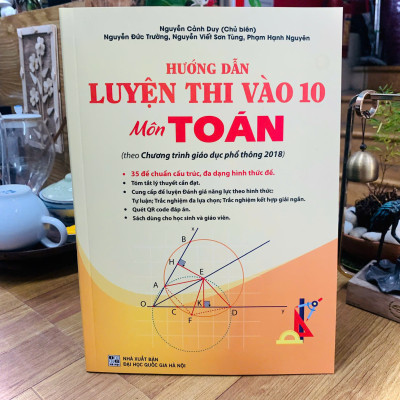 Nguyễn Cảnh Duy (Chủ biên)
Nguyễn Đức Trường, Nguyễn Viết Sơn Tùng, Phạm Hạnh Nguyên
HƯỚNG DẪN
LUYỆN THI VÀO 10
Môn TOÁN
(theo Chương trình giáo dục phổ thông 2018)
• 35 đề chuẩn cấu trúc, đa dạng hình thức đề.
• Tóm tắt lý thuyết cần đạt.
• Cung cấp đề luyện Đánh giá năng lực theo hình thức:
Tự luận; Trắc nghiệm đa lựa chọn; Trắc nghiệm kết hợp giải ngắn.
• Quét QR code đáp án.
• Sách dùng cho học sinh và giáo viên.
x
B
H
E
A
K
O
C
F
D
y
NHÀ XUẤT BẢN
ĐẠI HỌC QUỐC GIA HÀ NỘI